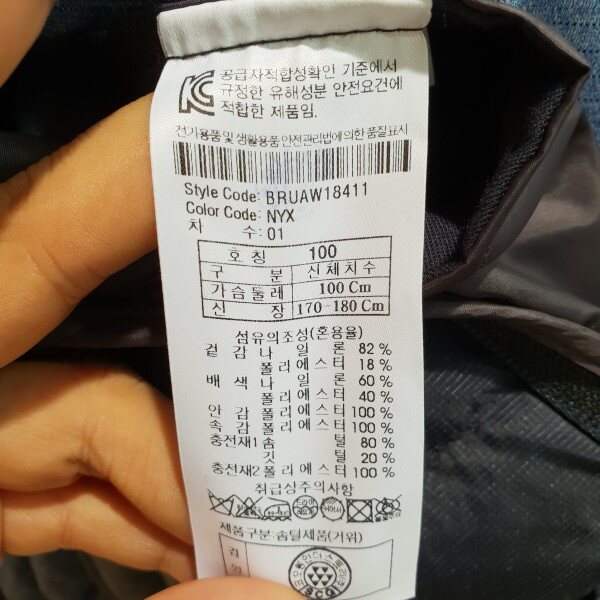 공급자적합성확인 기준에서
규정한 유해성분 안전요건에
적합한 제품임.
전기용품 및 생활용품 안전관리법에 의한 품질표시
Style Code: BRUAW18411
Color Code: NYX
차 수: 01
호 칭 100
구 분 신체치수
가슴둘레 100 Cm
신 장 170-180Cm
섬유의조성(혼용율)
겉 감 나 일 론 82 %
폴 리 에 스 터 18 %
배 색 나 일 론 60 %
폴 리 에 스 터 40 %
안 감 폴 리 에 스 터 100 %
속 감 폴 리 에 스 터 100 %
충전재1 솜 털 80 %
깃 털 20 %
충전재2 폴 리 에 스 터 100 %
취급상주의사항
제품구분:솜털제품(거위)